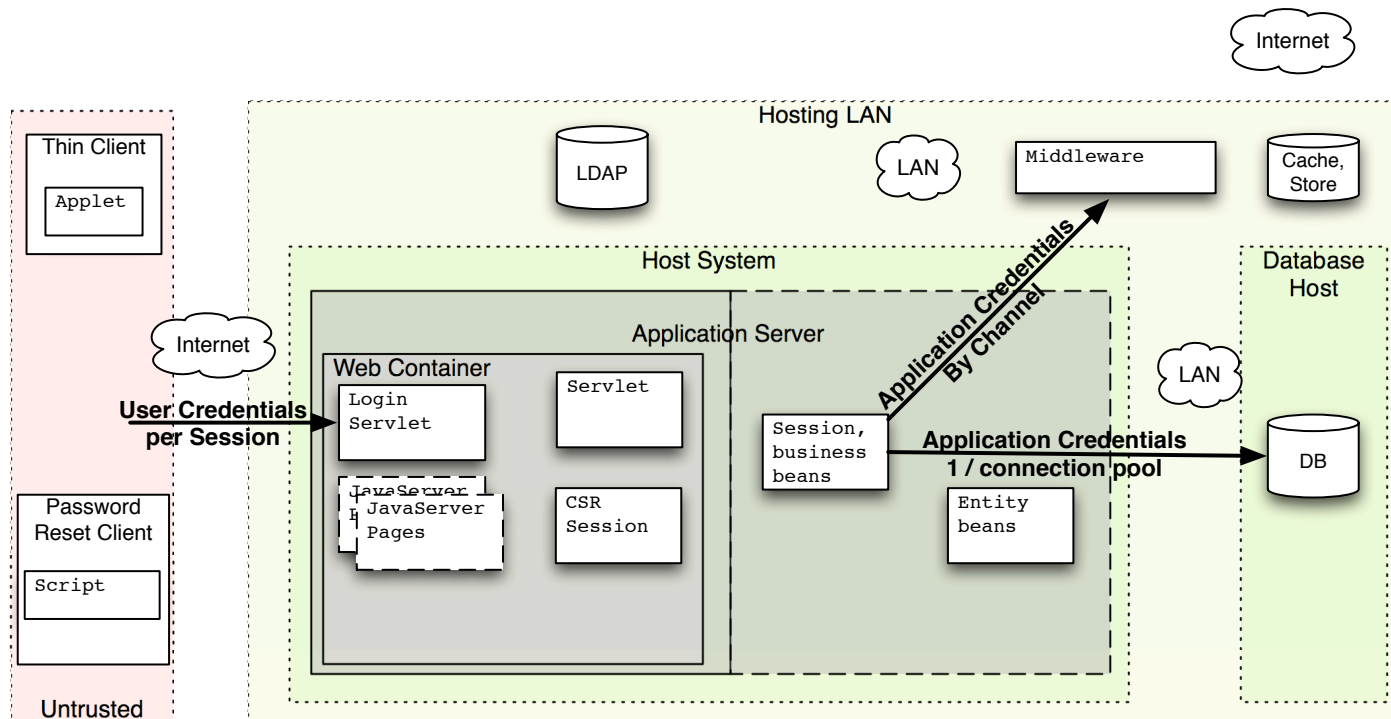 Internet
Hosting LAN
Thin Client
Applet
LDAP
LAN
Middleware
Cache,
Store
Host System
Database
Host
Internet
Application Server
Application Credentials
By Channel
LAN
Web Container
Login
Servlet
Servlet
User Credentials
per Session
Session,
business
beans
Application Credentials
1 / connection pool
DB
JavaServer
JavaServer
Pages
CSR
Session
Entity
beans
Password
Reset Client
Script
Untrusted